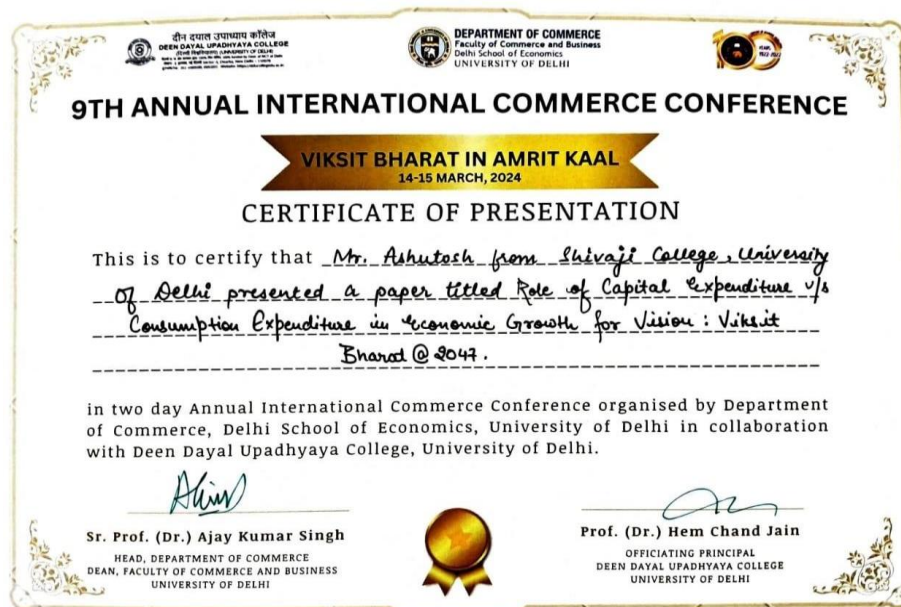 दीन दयाल उपाध्याय कॉलेज
DEEN DAYAL UPADHYAYA COLLEGE
(दिल्ली विश्वविद्यालय) (UNIVERSITY OF DELHI)
DEPARTMENT OF COMMERCE
Faculty of Commerce and Business
Delhi School of Economics
UNIVERSITY OF DELHI
9TH ANNUAL INTERNATIONAL COMMERCE CONFERENCE
VIKSIT BHARAT IN AMRIT KAAL
14-15 MARCH, 2024
CERTIFICATE OF PRESENTATION
This is to certify that Mr. Ashutosh from Shivaji College, University
of Delhi presented a paper titled Role of Capital Expenditure v/s
Consumption Expenditure in Economic Growth for Vision : Viksit
Bharat @ 2047.
in two day Annual International Commerce Conference organised by Department
of Commerce, Delhi School of Economics, University of Delhi in collaboration
with Deen Dayal Upadhyaya College, University of Delhi.
Sr. Prof. (Dr.) Ajay Kumar Singh
HEAD, DEPARTMENT OF COMMERCE
DEAN, FACULTY OF COMMERCE AND BUSINESS
UNIVERSITY OF DELHI
Prof. (Dr.) Hem Chand Jain
OFFICIATING PRINCIPAL
DEEN DAYAL UPADHYAYA COLLEGE
UNIVERSITY OF DELHI